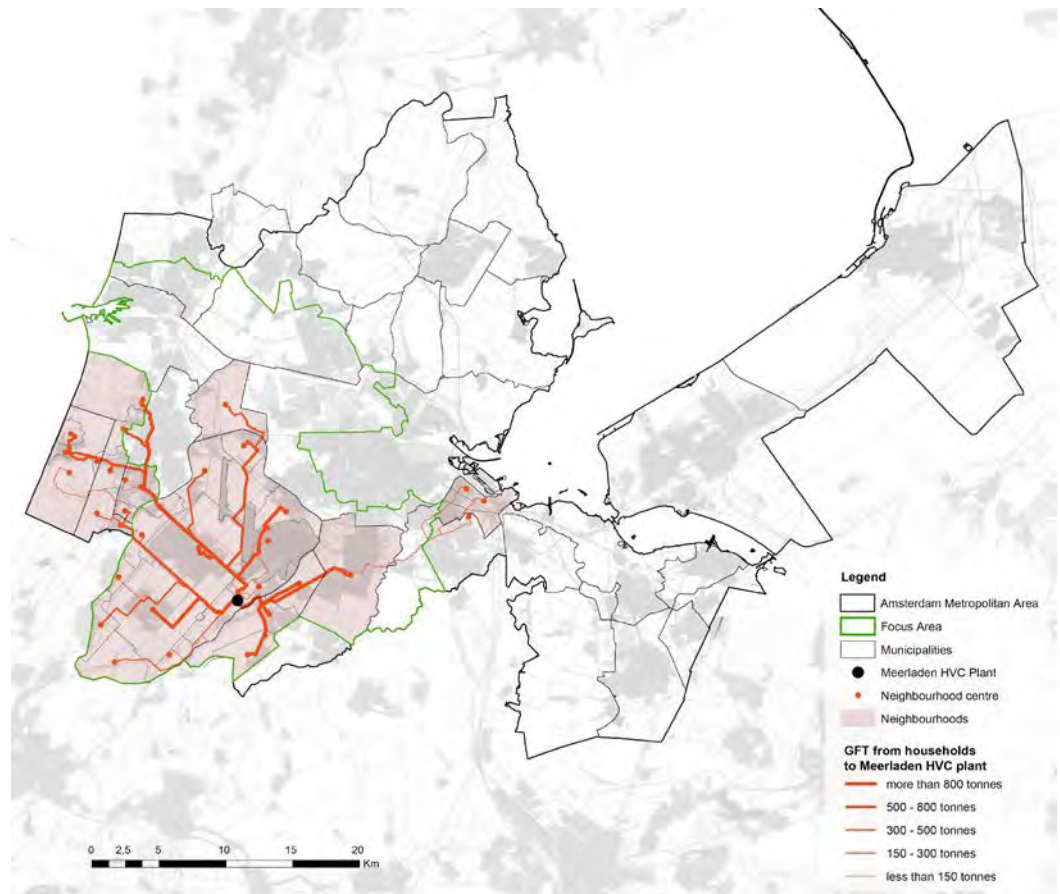 Legend
Amsterdam Metropolitan Area
Focus Area
Municipalities
Meerladen HVC Plant
Neighbourhood centre
Neighbourhoods
GFT from households
to Meerladen HVC plant
more than 800 tonnes
500 - 800 tonnes
300 - 500 tonnes
150 - 300 tonnes
less than 150 tonnes
0 2,5 5 10 15 20
Km